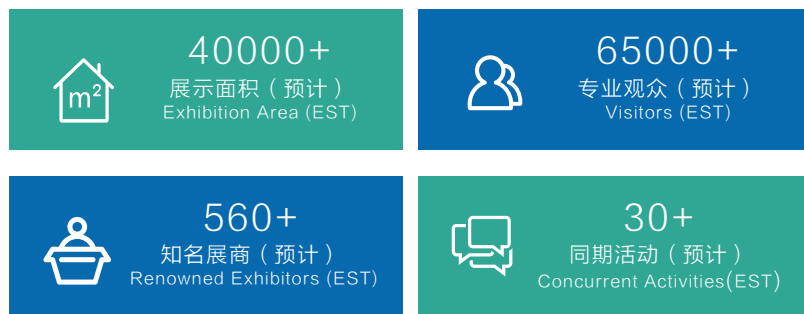 40000+
展示面积（预计）
Exhibition Area (EST)
m²
65000+
专业观众（预计）
Visitors (EST)
560+
知名展商（预计）
Renowned Exhibitors (EST)
30+
同期活动（预计）
Concurrent Activities(EST)